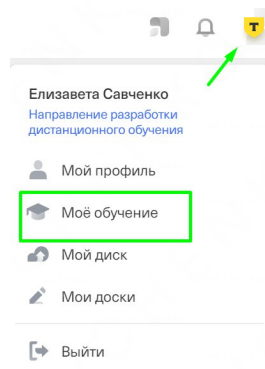 Т
Елизавета Савченко
Направление разработки
дистанционного обучения
Мой профиль
Моё обучение
Мой диск
Мои доски
Выйти